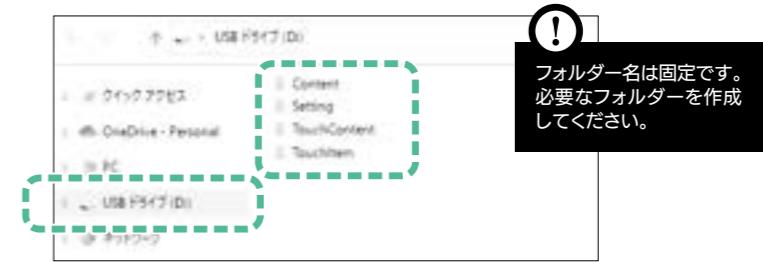 USB ドライブ (D:)
クイック アクセス
OneDrive - Personal
PC
USB ドライブ (D:)
ネットワーク
Content
Setting
TouchContent
TouchItem
!
フォルダー名は固定です。
必要なフォルダーを作成
してください。